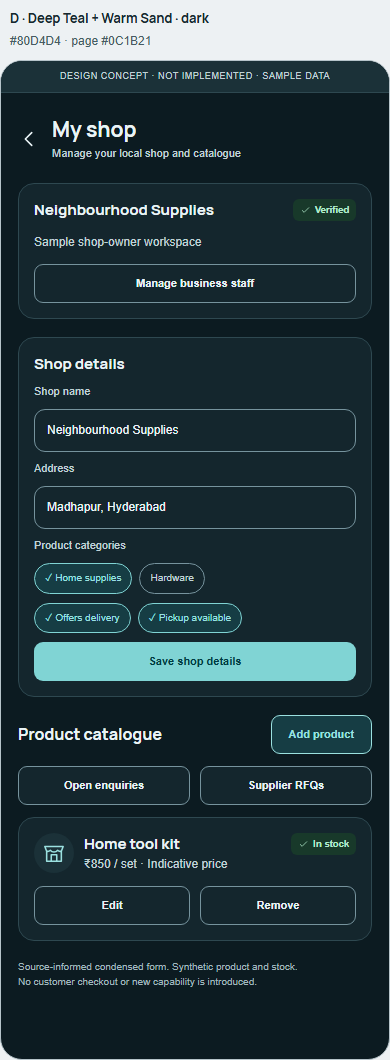 D · Deep Teal + Warm Sand · dark
#80D4D4 · page #0C1B21
DESIGN CONCEPT · NOT IMPLEMENTED · SAMPLE DATA
My shop
Manage your local shop and catalogue
Neighbourhood Supplies
✓ Verified
Sample shop-owner workspace
Manage business staff
Shop details
Shop name
Neighbourhood Supplies
Address
Madhapur, Hyderabad
Product categories
✓ Home supplies
Hardware
✓ Offers delivery
✓ Pickup available
Save shop details
Product catalogue
Add product
Open enquiries
Supplier RFQs
Home tool kit
✓ In stock
₹850 / set · Indicative price
Edit
Remove
Source-informed condensed form. Synthetic product and stock.
No customer checkout or new capability is introduced.